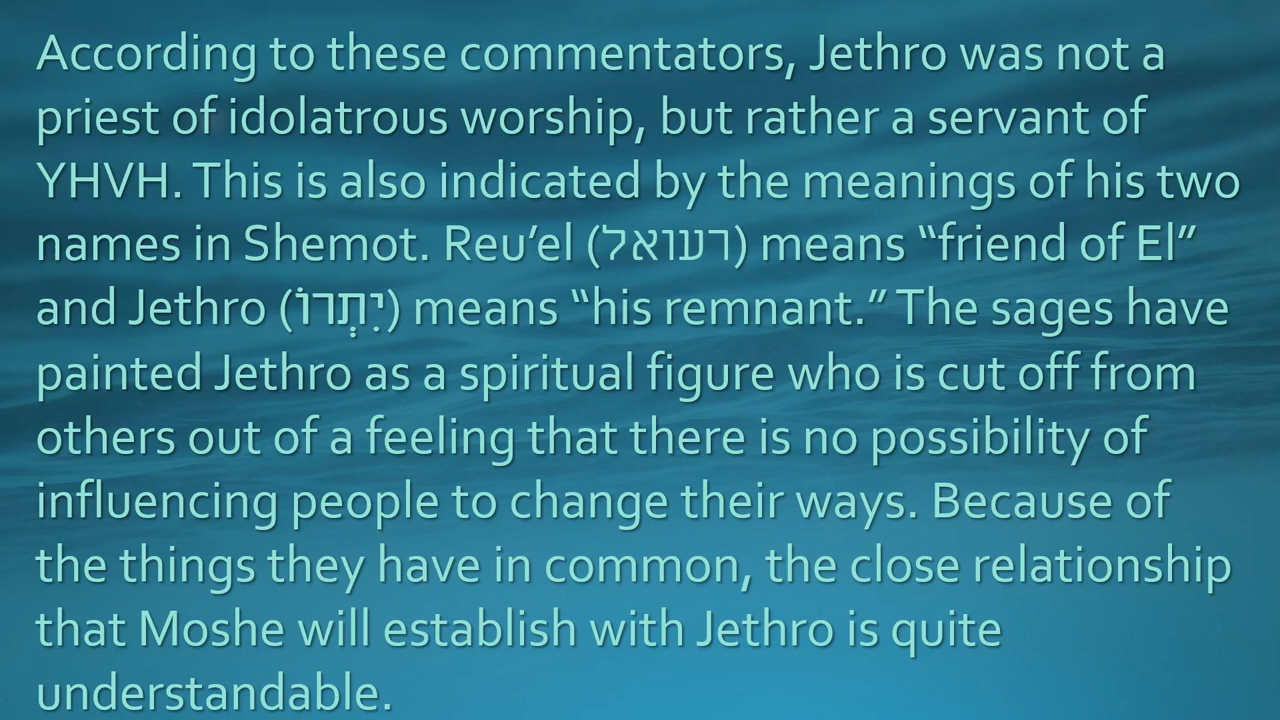 According to these commentators, Jethro was not a
priest of idolatrous worship, but rather a servant of
YHVH. This is also indicated by the meanings of his two
names in Shemot. Reu’el (רעואל) means “friend of El”
and Jethro (יִתְרוֹ) means “his remnant.” The sages have
painted Jethro as a spiritual figure who is cut off from
others out of a feeling that there is no possibility of
influencing people to change their ways. Because of
the things they have in common, the close relationship
that Moshe will establish with Jethro is quite
understandable.